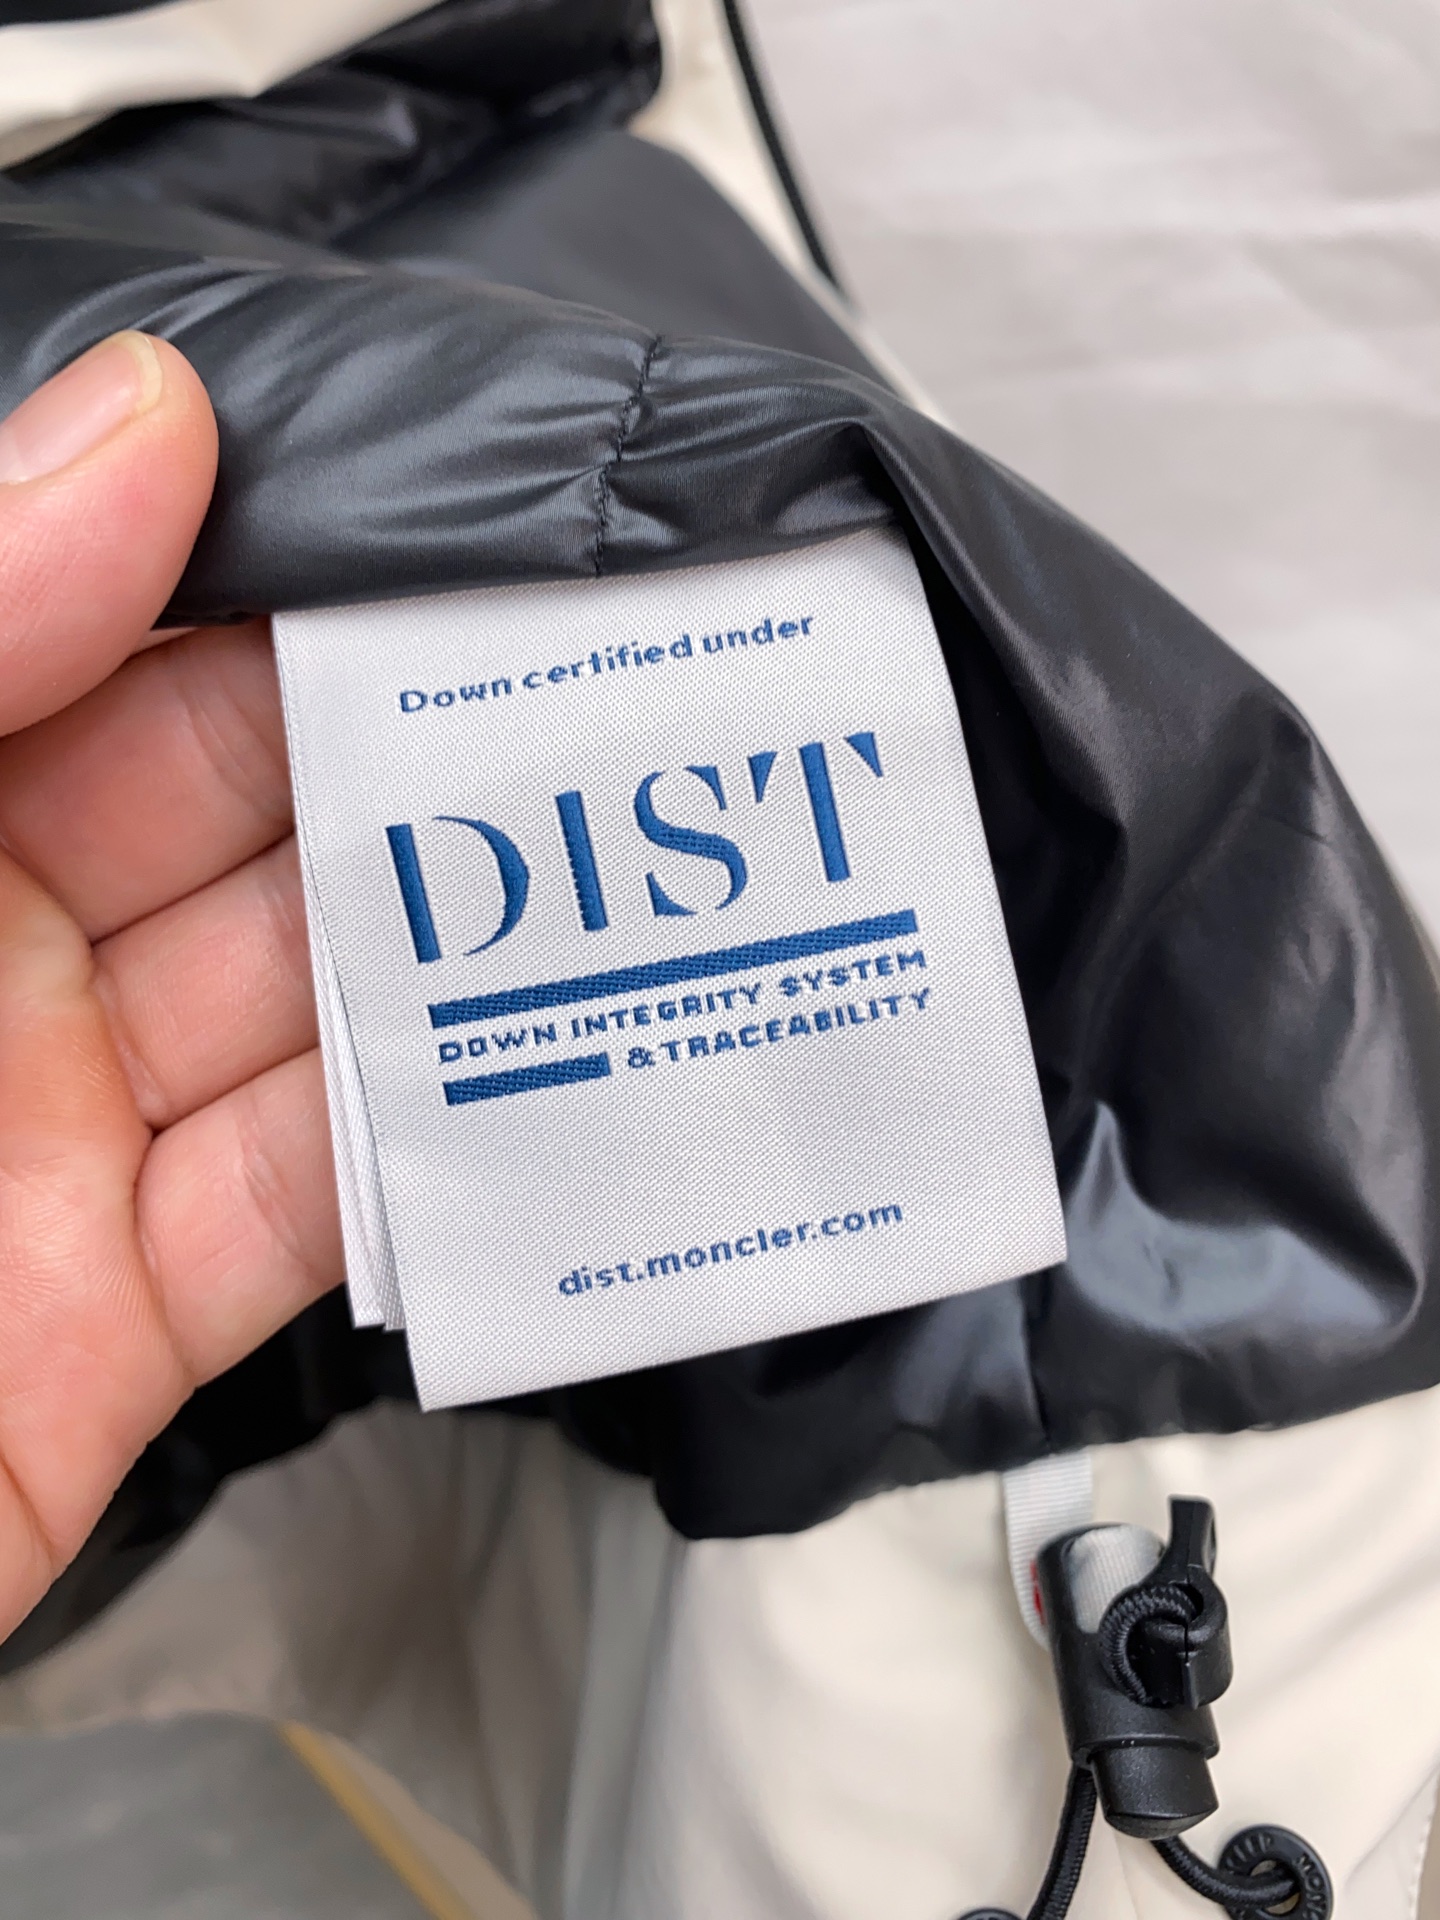 Down certified under
DIST
DOWN INTEGRITY SYSTEM
& TRACEABILITY
dist.moncler.com